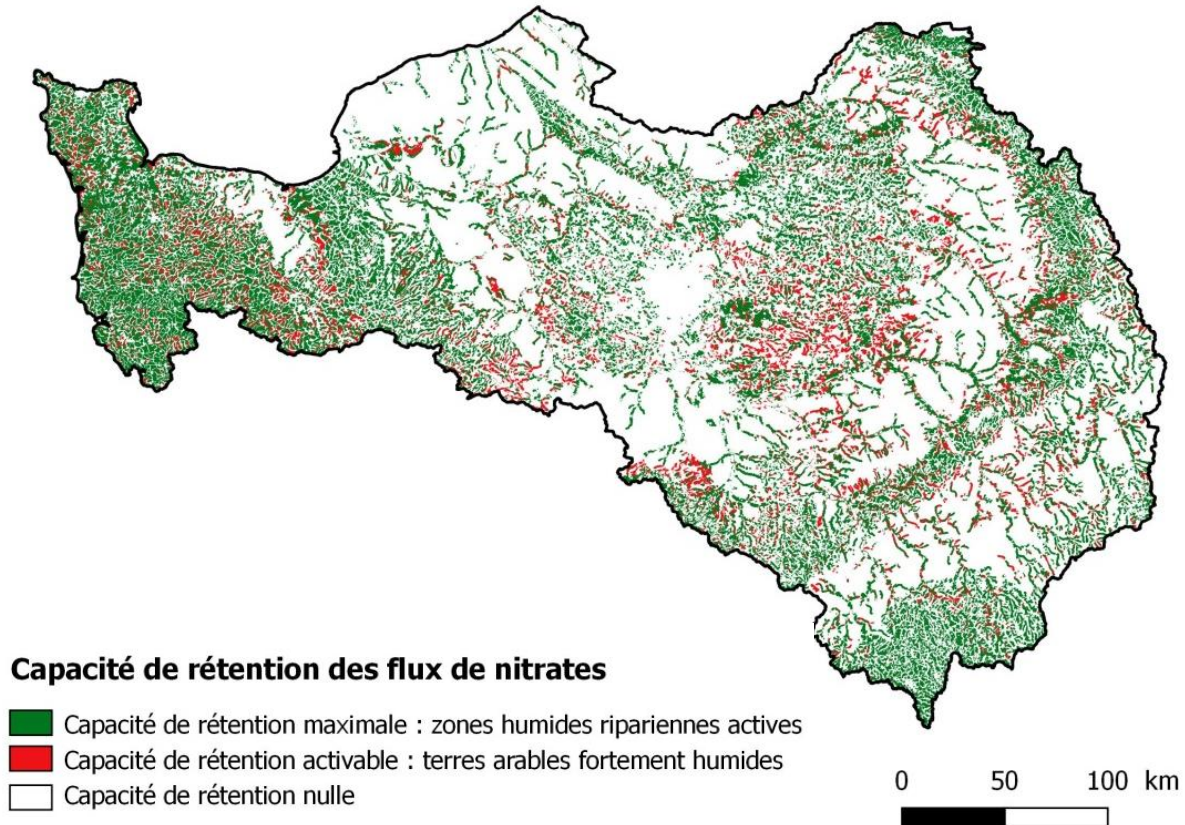 Capacité de rétention des flux de nitrates
Capacité de rétention maximale : zones humides ripariennes actives
Capacité de rétention activable : terres arables fortement humides
Capacité de rétention nulle
0 50 100 km